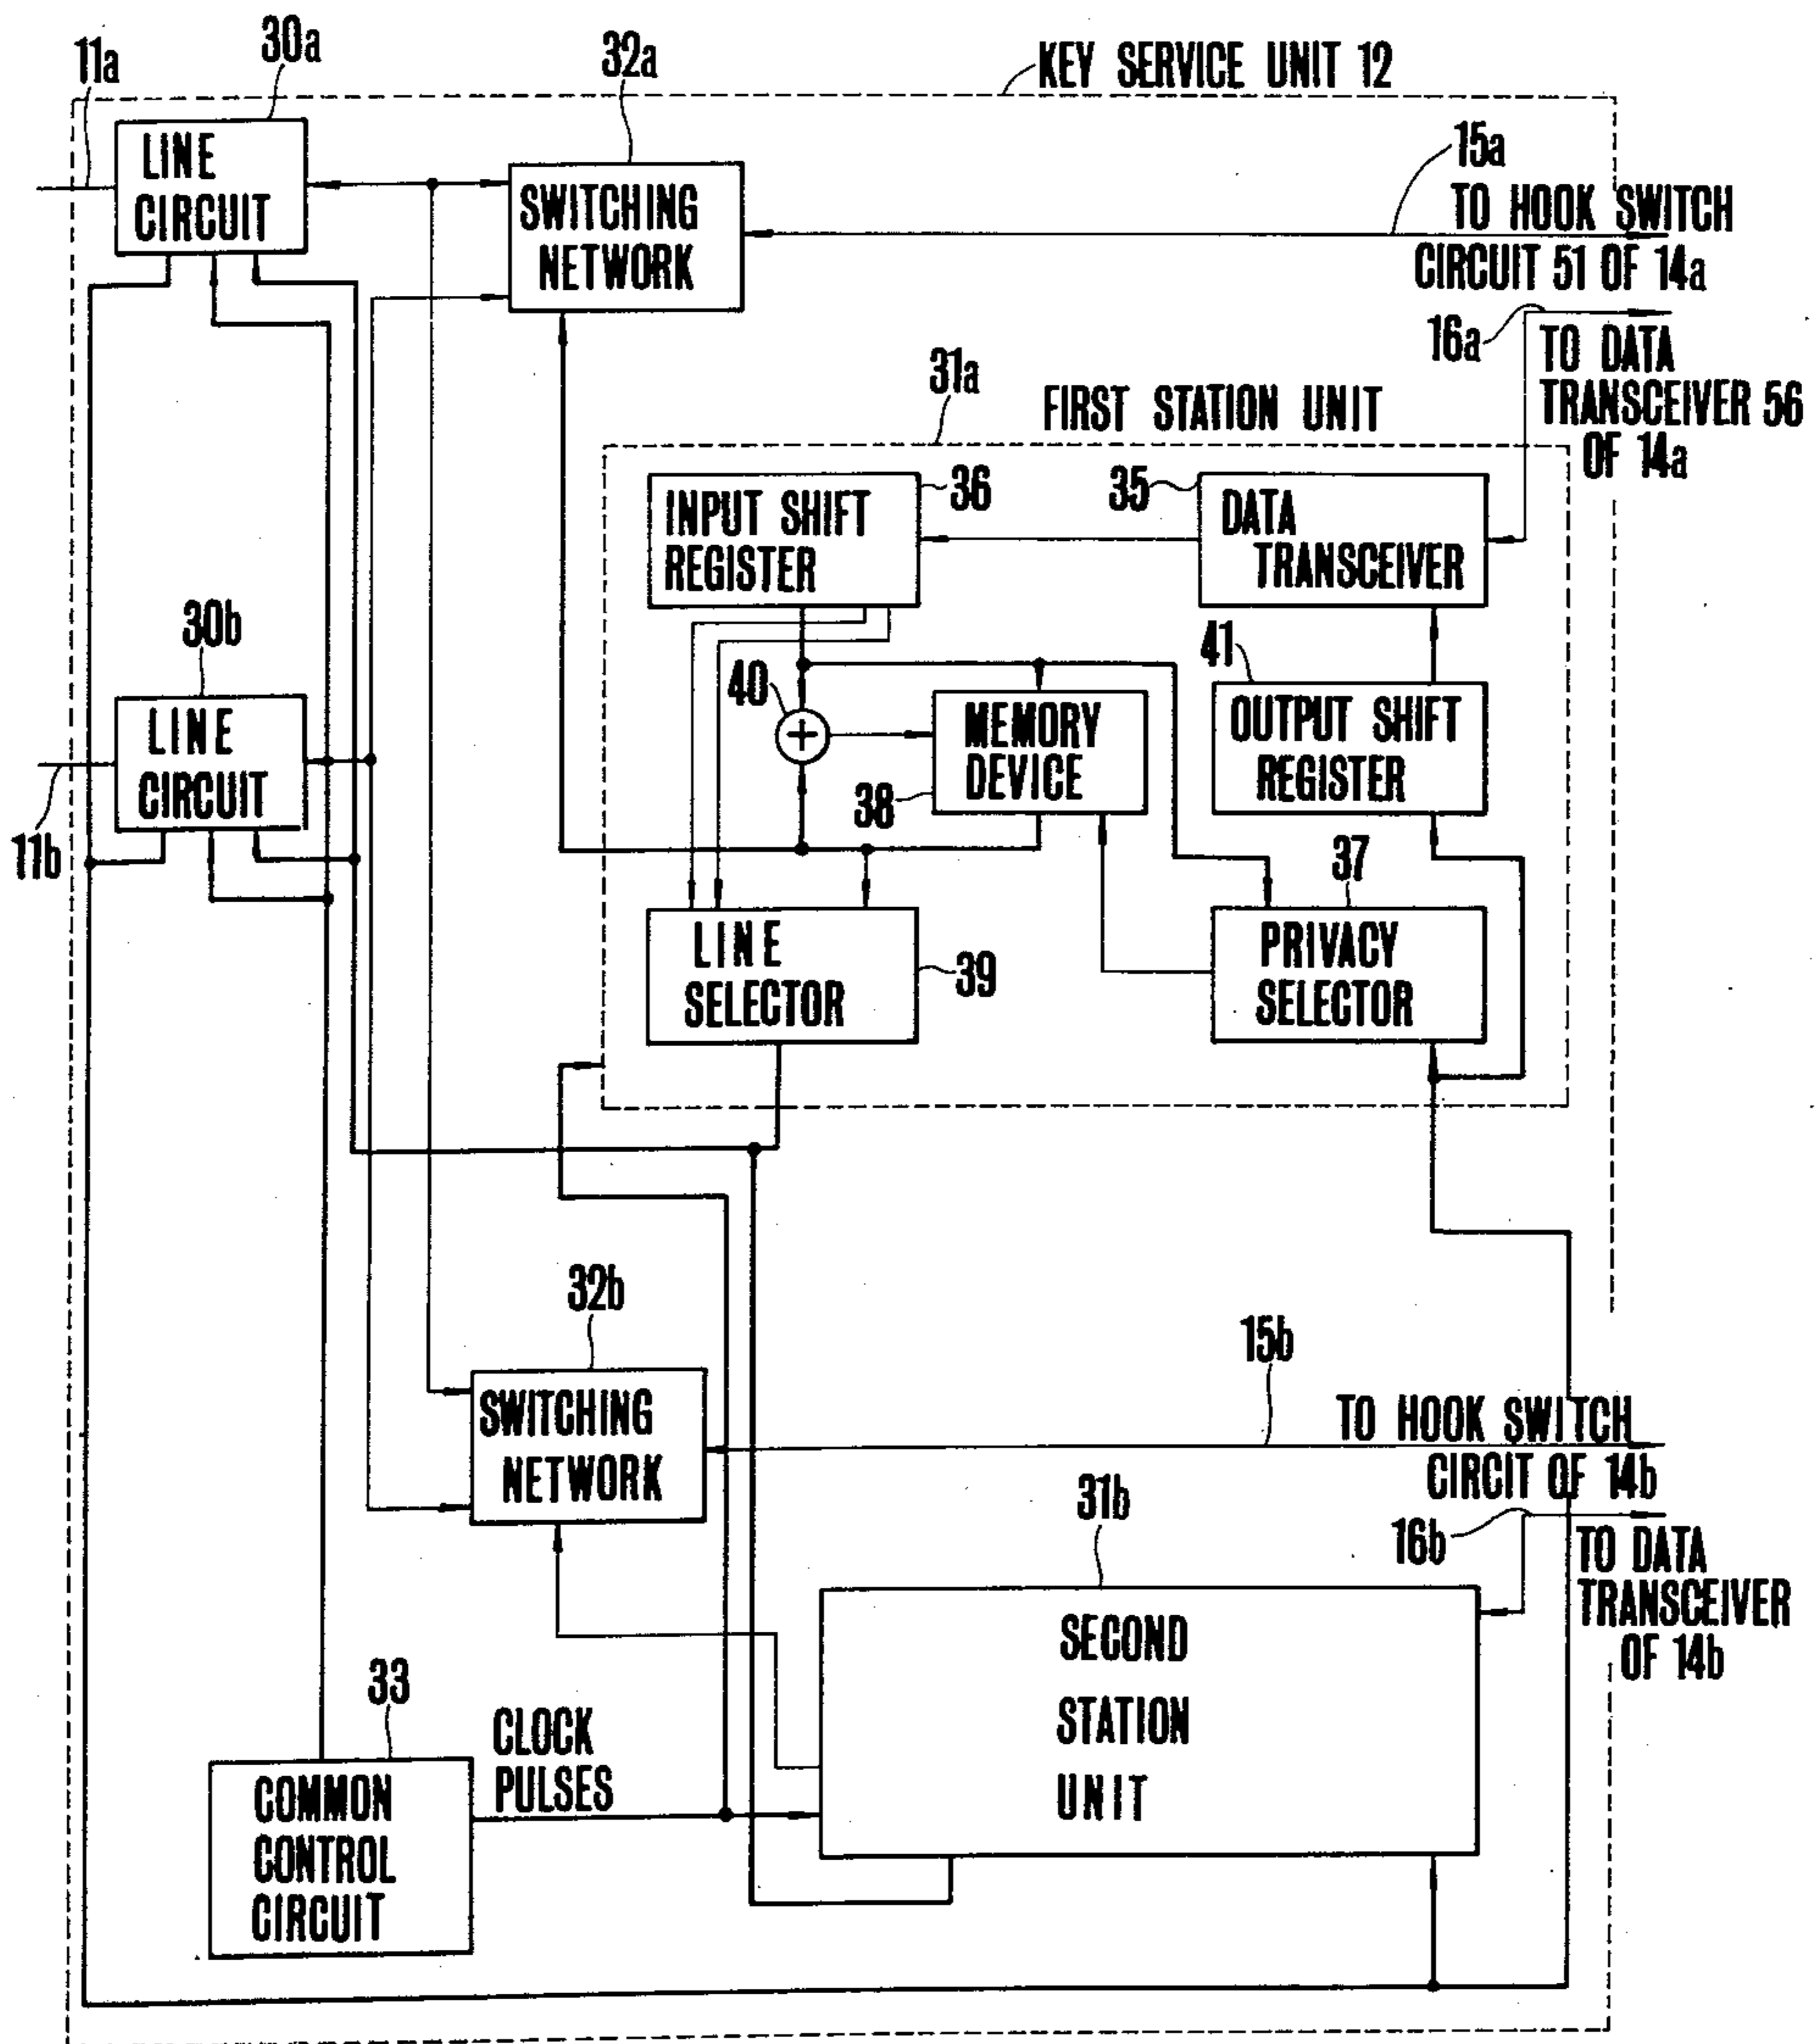 KEY SERVICE UNIT 12
11a
30a
32a
LINE
CIRCUIT
SWITCHING
NETWORK
15a
TO HOOK SWITCH
CIRCUIT 51 OF 14a
16a
TO DATA
TRANSCEIVER 56
OF 14a
31a
FIRST STATION UNIT
INPUT SHIFT
REGISTER
36
35
DATA
TRANSCEIVER
30b
LINE
CIRCUIT
11b
40
+
MEMORY
DEVICE
38
41
OUTPUT SHIFT
REGISTER
37
LINE
SELECTOR
39
PRIVACY
SELECTOR
32b
SWITCHING
NETWORK
15b
TO HOOK SWITCH
CIRCIT OF 14b
16b
TO DATA
TRANSCEIVER
OF 14b
31b
SECOND
STATION
UNIT
33
CLOCK
PULSES
COMMON
CONTROL
CIRCUIT